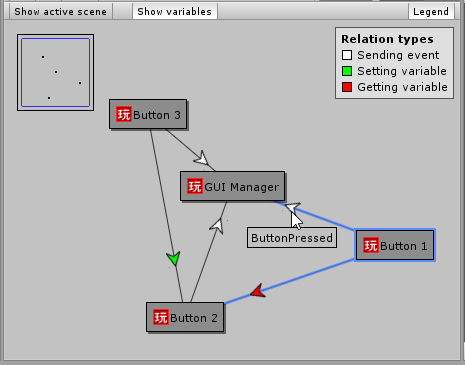 Show active scene
Show variables
Legend
Relation types
Sending event
Setting variable
Getting variable
玩 Button 3
玩 GUI Manager
ButtonPressed
玩 Button 1
玩 Button 2